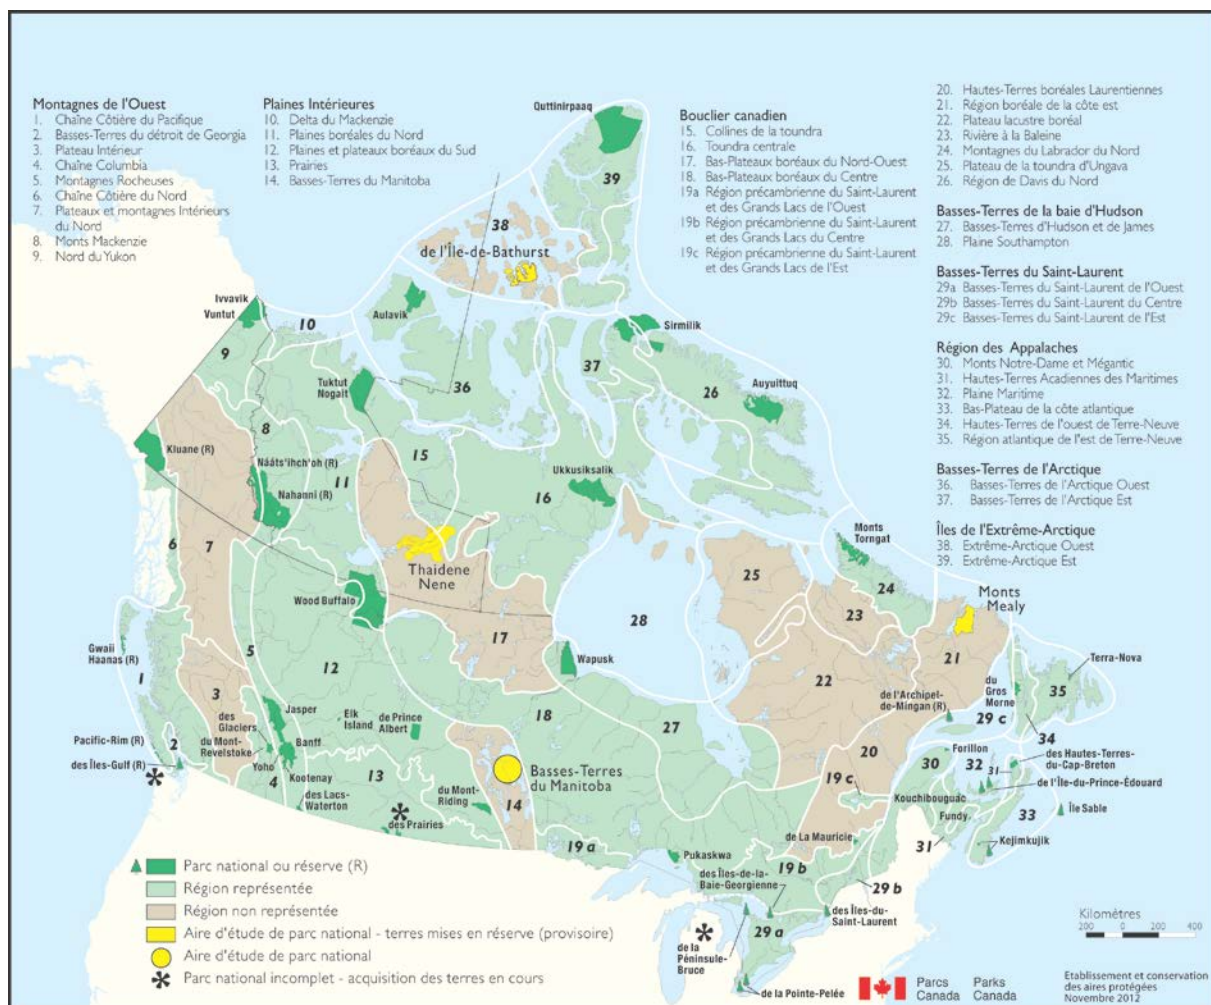 Montagnes de l'Ouest
1. Chaîne Côtière du Pacifique
2. Basses-Terres du détroit de Georgia
3. Plateau Intérieur
4. Chaîne Columbia
5. Montagnes Rocheuses
6. Chaîne Côtière du Nord
7. Plateaux et montagnes Intérieurs
du Nord
8. Monts Mackenzie
9. Nord du Yukon
Plaines Intérieures
10. Delta du Mackenzie
11. Plaines boréales du Nord
12. Plaines et plateaux boréaux du Sud
13. Prairies
14. Basses-Terres du Manitoba
Bouclier canadien
15. Collines de la toundra
16. Toundra centrale
17. Bas-Plateaux boréaux du Nord-Ouest
18. Bas-Plateaux boréaux du Centre
19a Région précambrienne du Saint-Laurent
et des Grands Lacs de l'Ouest
19b Région précambrienne du Saint-Laurent
et des Grands Lacs du Centre
19c Région précambrienne du Saint-Laurent
et des Grands Lacs de l'Est
20. Hautes-Terres boréales Laurentiennes
21. Région boréale de la côte est
22. Plateau lacustre boréal
23. Rivière à la Baleine
24. Montagnes du Labrador du Nord
25. Plateau de la toundra d'Ungava
26. Région de Davis du Nord
Basses-Terres de la baie d'Hudson
27. Basses-Terres d'Hudson et de James
28. Plaine Southampton
Basses-Terres du Saint-Laurent
29a Basses-Terres du Saint-Laurent de l'Ouest
29b Basses-Terres du Saint-Laurent du Centre
29c Basses-Terres du Saint-Laurent de l'Est
Région des Appalaches
30. Monts Notre-Dame et Mégantic
31. Hautes-Terres Acadiennes des Maritimes
32. Plaine Maritime
33. Bas-Plateau de la côte atlantique
34. Hautes-Terres de l'ouest de Terre-Neuve
35. Région atlantique de l'est de Terre-Neuve
Basses-Terres de l'Arctique
36. Basses-Terres de l'Arctique Ouest
37. Basses-Terres de l'Arctique Est
Îles de l'Extrême-Arctique
38. Extrême-Arctique Ouest
39. Extrême-Arctique Est
Quttinirpaaq
39
38
de l'Île-de-Bathurst
Ivvavik
Vuntut
10
Aulavik
Sirmilik
9
37
Tuktut
Nogait
36
26
Auyuittuq
8
Kluane (R)
15
Nááts'ihch'oh (R)
11
Nahanni (R)
Ukkusiksalik
16
Monts
Torngat
6
7
Thaidene
Nene
25
24
23
Monts
Mealy
Wood Buffalo
28
Gwaii
Haanas (R)
1
5
17
Wapusk
21
Terra-Nova
12
3
22
du
Gros
Morne
35
de l'Archipel-
de-Mingan (R)
Jasper
des
Glaciers
Elk
Island
de Prince
Albert
18
27
29 c
Pacific-Rim (R)
2
du Mont-
Revelstoke
Banff
34
des Îles-Gulf (R)
Yoho
Kootenay
20
30
Forillon
32
des Hautes-Terres-
du-Cap-Breton
4
13
Basses-Terres
du Manitoba
19 c
31
de l'Île-du-Prince-Édouard
des Lacs-
Waterton
du Mont-
Riding
14
Kouchibouguac
33
Île Sable
des Prairies
Fundy
Kejimkujik
19 a
de La Mauricie
31
Pukaskwa
19 b
des Îles-de-la-
Baie-Georgienne
29 b
des Îles-du-
Saint-Laurent
29 a
de la
Péninsule-
Bruce
de la Pointe-Pelée
Parc national ou réserve (R)
Région représentée
Région non représentée
Aire d'étude de parc national - terres mises en réserve (provisoire)
Aire d'étude de parc national
Parc national incomplet - acquisition des terres en cours
Kilomètres
200 0 200 400
Parcs Parks
Canada Canada
Etablissement et conservation
des aires protégées
Novembre 2012